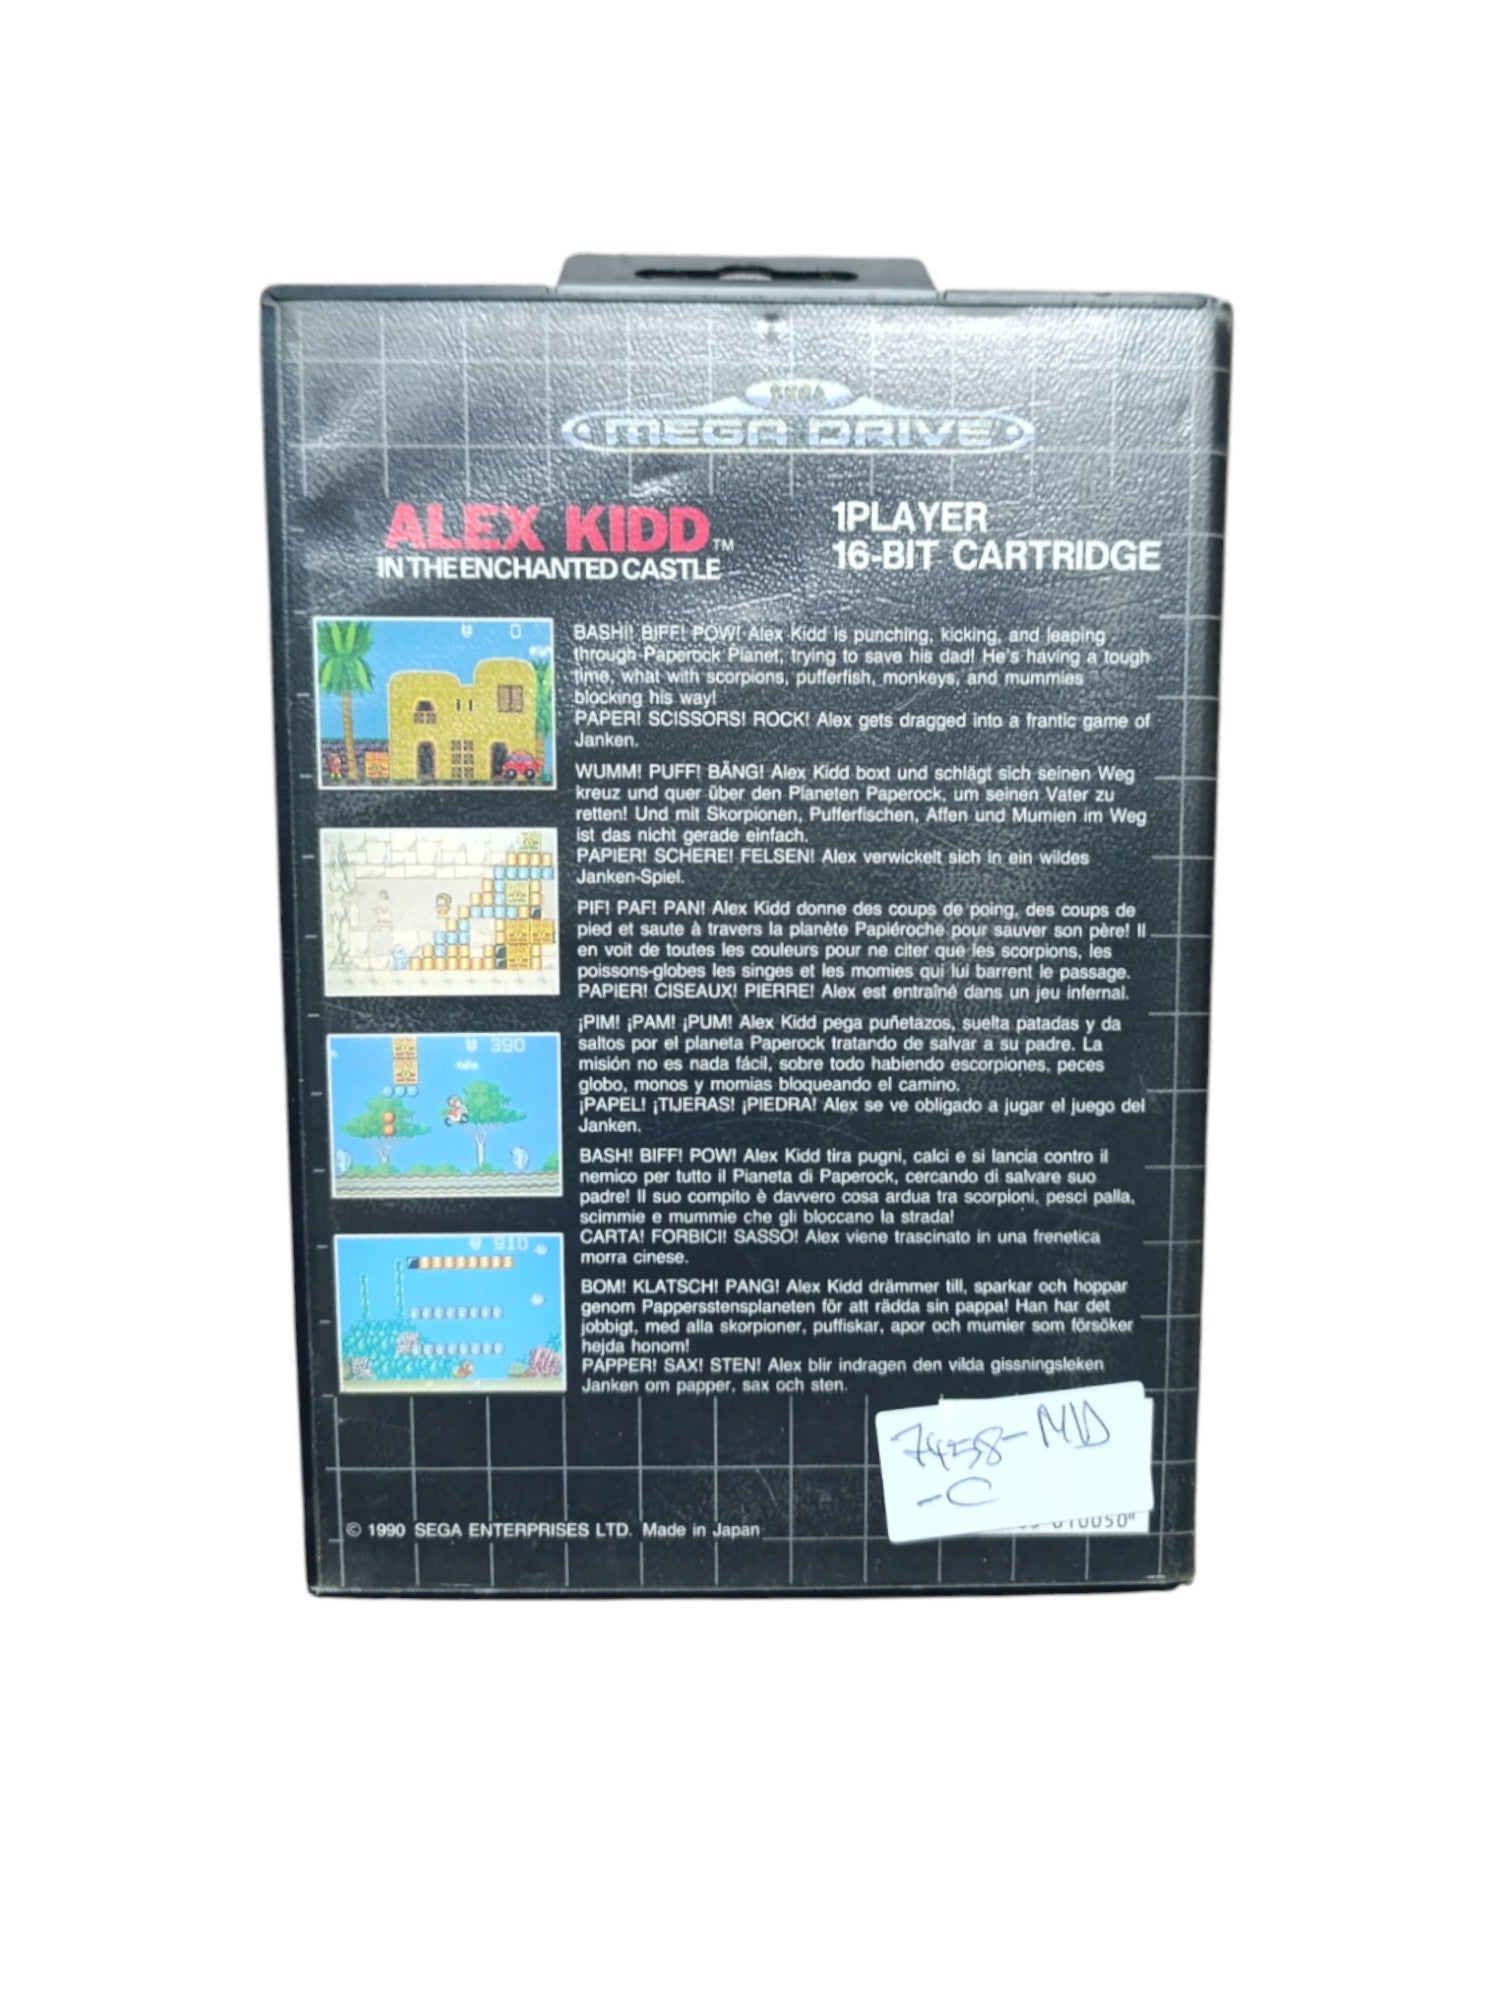 SEGA
MEGA DRIVE
ALEX KIDD™
IN THE ENCHANTED CASTLE
1PLAYER
16-BIT CARTRIDGE
BASH! BIFF! POW! Alex Kidd is punching, kicking, and leaping
through Paperock Planet, trying to save his dad! He's having a tough
time, what with scorpions, pufferfish, monkeys, and mummies
blocking his way!
PAPER! SCISSORS! ROCK! Alex gets dragged into a frantic game of
Janken.
WUMM! PUFF! BÄNG! Alex Kidd boxt und schlägt sich seinen Weg
kreuz und quer über den Planeten Paperock, um seinen Vater zu
retten! Und mit Skorpionen, Pufferfischen, Affen und Mumien im Weg
ist das nicht gerade einfach.
PAPIER! SCHERE! FELSEN! Alex verwickelt sich in ein wildes
Janken-Spiel.
PIF! PAF! PAN! Alex Kidd donne des coups de poing, des coups de
pied et saute à travers la planète Papiéroche pour sauver son père! Il
en voit de toutes les couleurs pour ne citer que les scorpions, les
poissons-globes les singes et les momies qui lui barrent le passage.
PAPIER! CISEAUX! PIERRE! Alex est entraîné dans un jeu infernal.
¡PIM! ¡PAM! ¡PUM! Alex Kidd pega puñetazos, suelta patadas y da
saltos por el planeta Paperock tratando de salvar a su padre. La
misión no es nada fácil, sobre todo habiendo escorpiones, peces
globo, monos y momias bloqueando el camino.
¡PAPEL! ¡TIJERAS! ¡PIEDRA! Alex se ve obligado a jugar el juego del
Janken.
BASH! BIFF! POW! Alex Kidd tira pugni, calci e si lancia contro il
nemico per tutto il Pianeta di Paperock, cercando di salvare suo
padre! Il suo compito è davvero cosa ardua tra scorpioni, pesci palla,
scimmie e mummie che gli bloccano la strada!
CARTA! FORBICI! SASSO! Alex viene trascinato in una frenetica
morra cinese.
BOM! KLATSCH! PANG! Alex Kidd drämmer till, sparkar och hoppar
genom Pappersstensplaneten för att rädda sin pappa! Han har det
jobbigt, med alla skorpioner, puffiskar, apor och mumier som försöker
hejda honom!
PAPPER! SAX! STEN! Alex blir indragen den vilda gissningsleken
Janken om papper, sax och sten.
0
390
910
7458-MD
-C
010050"
© 1990 SEGA ENTERPRISES LTD. Made in Japan